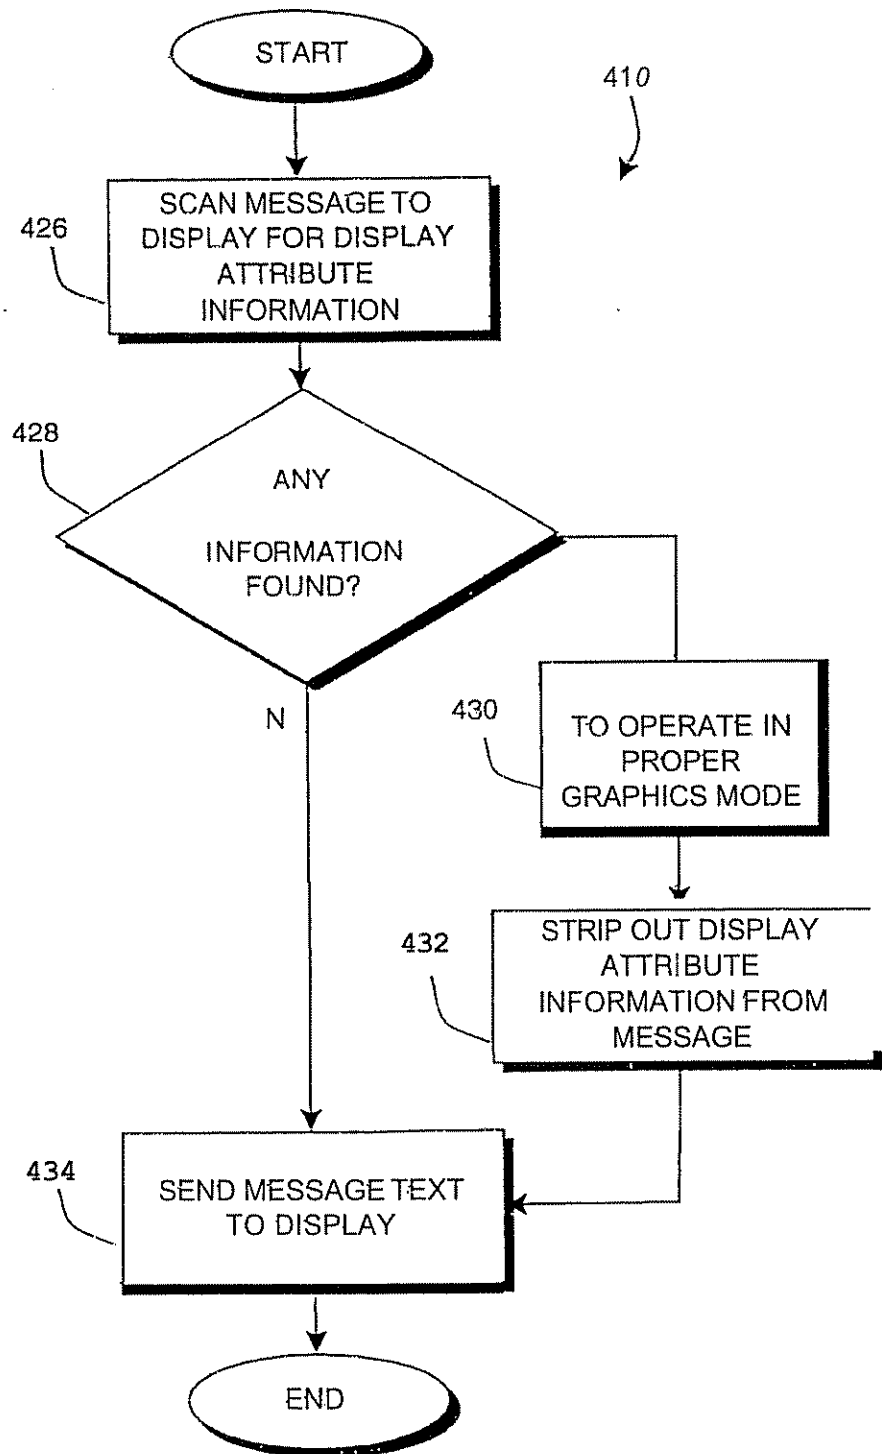 START
410
426
SCAN MESSAGE TO
DISPLAY FOR DISPLAY
ATTRIBUTE
INFORMATION
428
ANY
INFORMATION
FOUND?
N
430
TO OPERATE IN
PROPER
GRAPHICS MODE
432
STRIP OUT DISPLAY
ATTRIBUTE
INFORMATION FROM
MESSAGE
434
SEND MESSAGE TEXT
TO DISPLAY
END